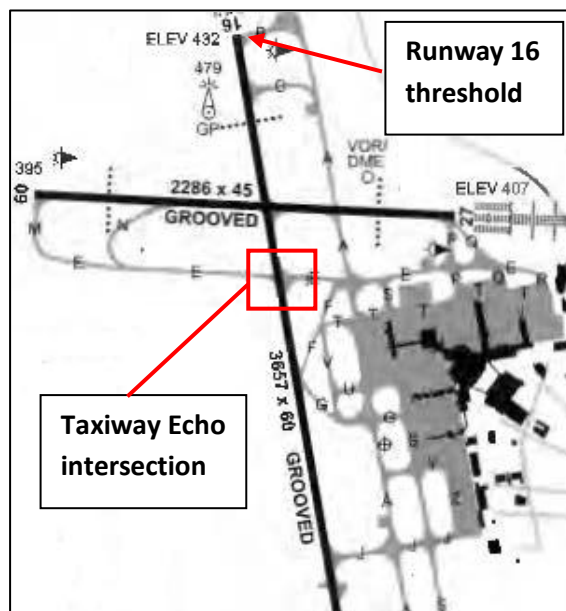 16
ELEV 432
Runway 16
threshold
B
479
C
GP
VOR/
DME
A
395
09
2286 x 45
GROOVED
ELEV 407
27
M
N
A
P
Q
E
E
E
E
P
Q
E
R
F
S
T
T
T
T
T
F
V
U
3657 x 60
GROOVED
G
Taxiway Echo
intersection
A
Z
J
J
J